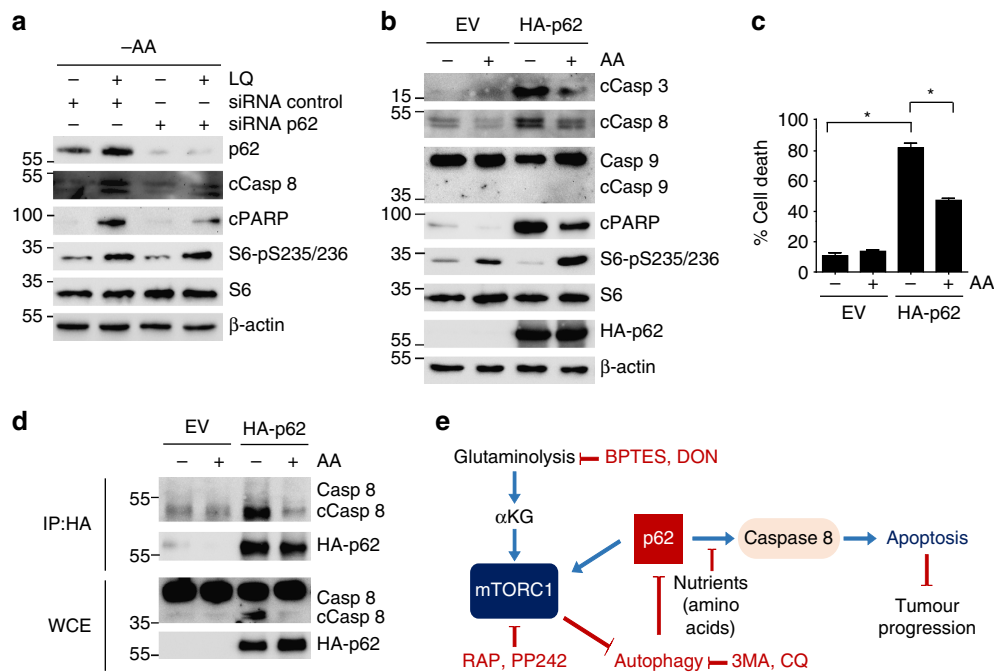 a
–AA
– + – + LQ
+ + – – siRNA control
– – + + siRNA p62
55 p62
55 cCasp 8
100 cPARP
35 S6-pS235/236
35 S6
55 β-actin
b
EV HA-p62
– + – + AA
15 cCasp 3
55 cCasp 8
Casp 9
35 cCasp 9
100 cPARP
35 S6-pS235/236
35 S6
55 HA-p62
55 β-actin
c
% Cell death
100
80
60
40
20
0
* *
– + – + AA
EV HA-p62
d
EV HA-p62
– + – + AA
IP:HA
55 Casp 8
cCasp 8
55 HA-p62
WCE
Casp 8
35 cCasp 8
55 HA-p62
e
Glutaminolysis BPTES, DON
αKG
mTORC1
RAP, PP242
p62 Caspase 8 Apoptosis
Nutrients
(amino
acids)
Tumour
progression
Autophagy 3MA, CQ